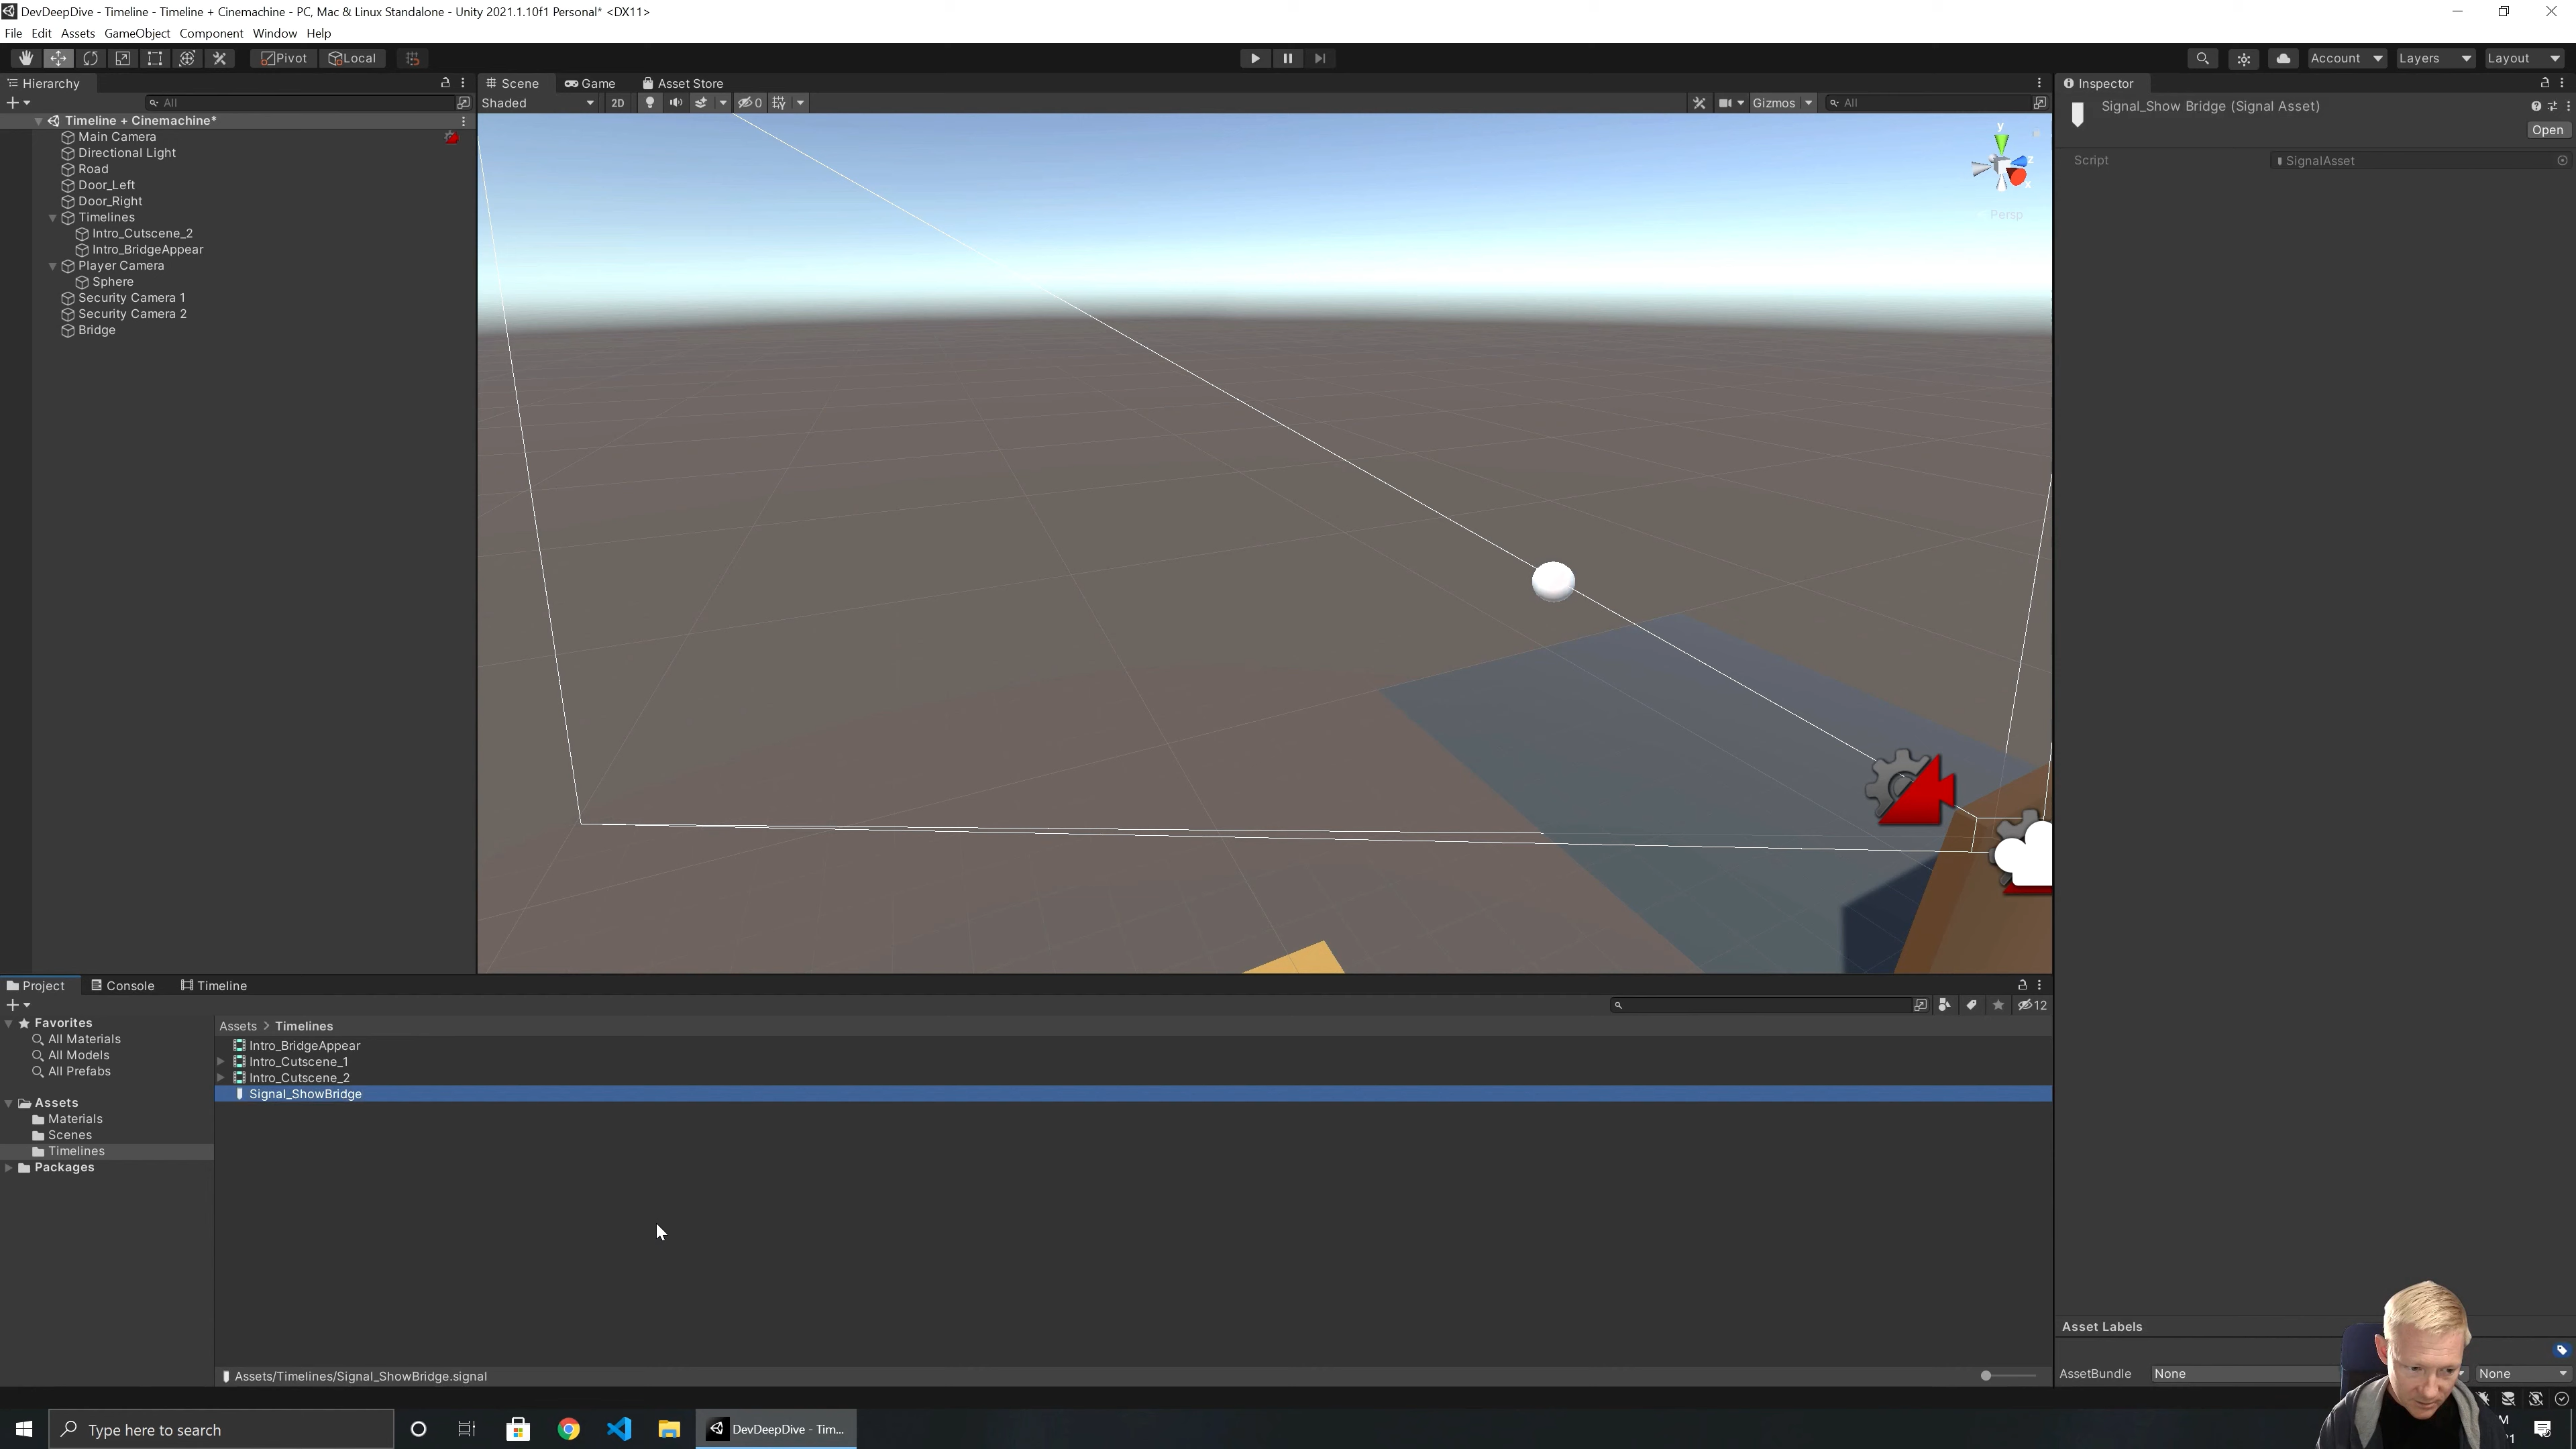 DevDeepDive - Timeline - Timeline + Cinemachine - PC, Mac & Linux Standalone - Unity 2021.1.10f1 Personal* <DX11>
File Edit Assets GameObject Component Window Help
Pivot Local Account Layers Layout
Hierarchy
All
Timeline + Cinemachine*
Main Camera
Directional Light
Road
Door_Left
Door_Right
Timelines
Intro_Cutscene_2
Intro_BridgeAppear
Player Camera
Sphere
Security Camera 1
Security Camera 2
Bridge
Scene Game Asset Store
Shaded 2D 0 Gizmos All
y
z
x
Persp
Inspector
Signal_Show Bridge (Signal Asset)
Open
Script SignalAsset
Project Console Timeline
12
Favorites
All Materials
All Models
All Prefabs
Assets
Materials
Scenes
Timelines
Packages
Assets > Timelines
Intro_BridgeAppear
Intro_Cutscene_1
Intro_Cutscene_2
Signal_ShowBridge
Assets/Timelines/Signal_ShowBridge.signal
Asset Labels
AssetBundle None None
Type here to search
DevDeepDive - Tim...